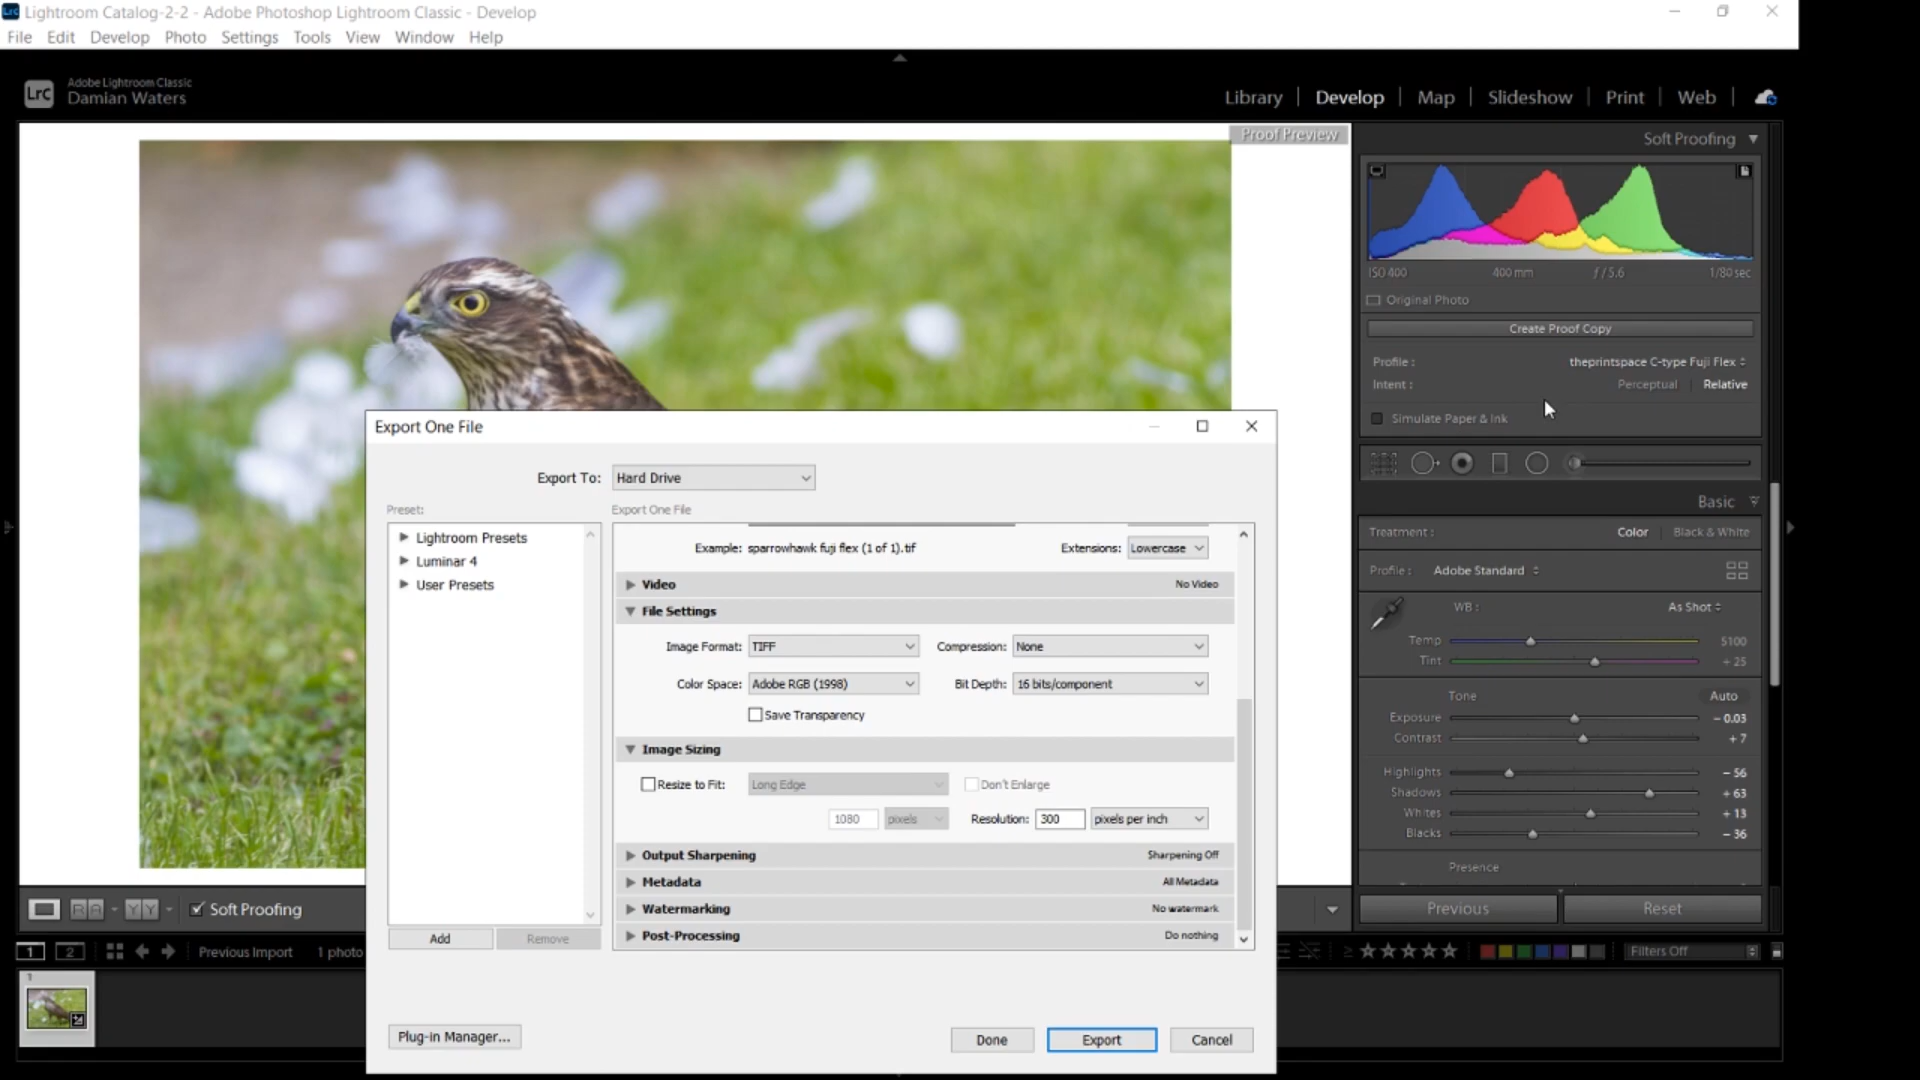 Lightroom Catalog-2-2 - Adobe Photoshop Lightroom Classic - Develop
File Edit Develop Photo Settings Tools View Window Help
LrC
Adobe Lightroom Classic
Damian Waters
Library | Develop | Map | Slideshow | Print | Web |
Proof Preview
Soft Proofing
ISO 400 400 mm f / 5.6 1/80 sec
Original Photo
Create Proof Copy
Profile : theprintspace C-type Fuji Flex
Intent : Perceptual Relative
Simulate Paper & Ink
Basic
Treatment : Color Black & White
Profile : Adobe Standard
WB : As Shot
Temp 5100
Tint + 25
Tone Auto
Exposure - 0.03
Contrast + 7
Highlights - 56
Shadows + 63
Whites + 13
Blacks - 36
Presence
Previous Reset
Export One File
Export To: Hard Drive
Preset:
Export One File
Lightroom Presets
Luminar 4
User Presets
Add Remove
Example: sparrowhawk fuji flex (1 of 1).tif Extensions: Lowercase
Video No Video
File Settings
Image Format: TIFF Compression: None
Color Space: Adobe RGB (1998) Bit Depth: 16 bits/component
Save Transparency
Image Sizing
Resize to Fit: Long Edge Don't Enlarge
1080 pixels Resolution: 300 pixels per inch
Output Sharpening Sharpening Off
Metadata All Metadata
Watermarking No watermark
Post-Processing Do nothing
Plug-in Manager... Done Export Cancel
R A Y Y Soft Proofing
1 2 Previous Import 1 photo
Filters Off
1